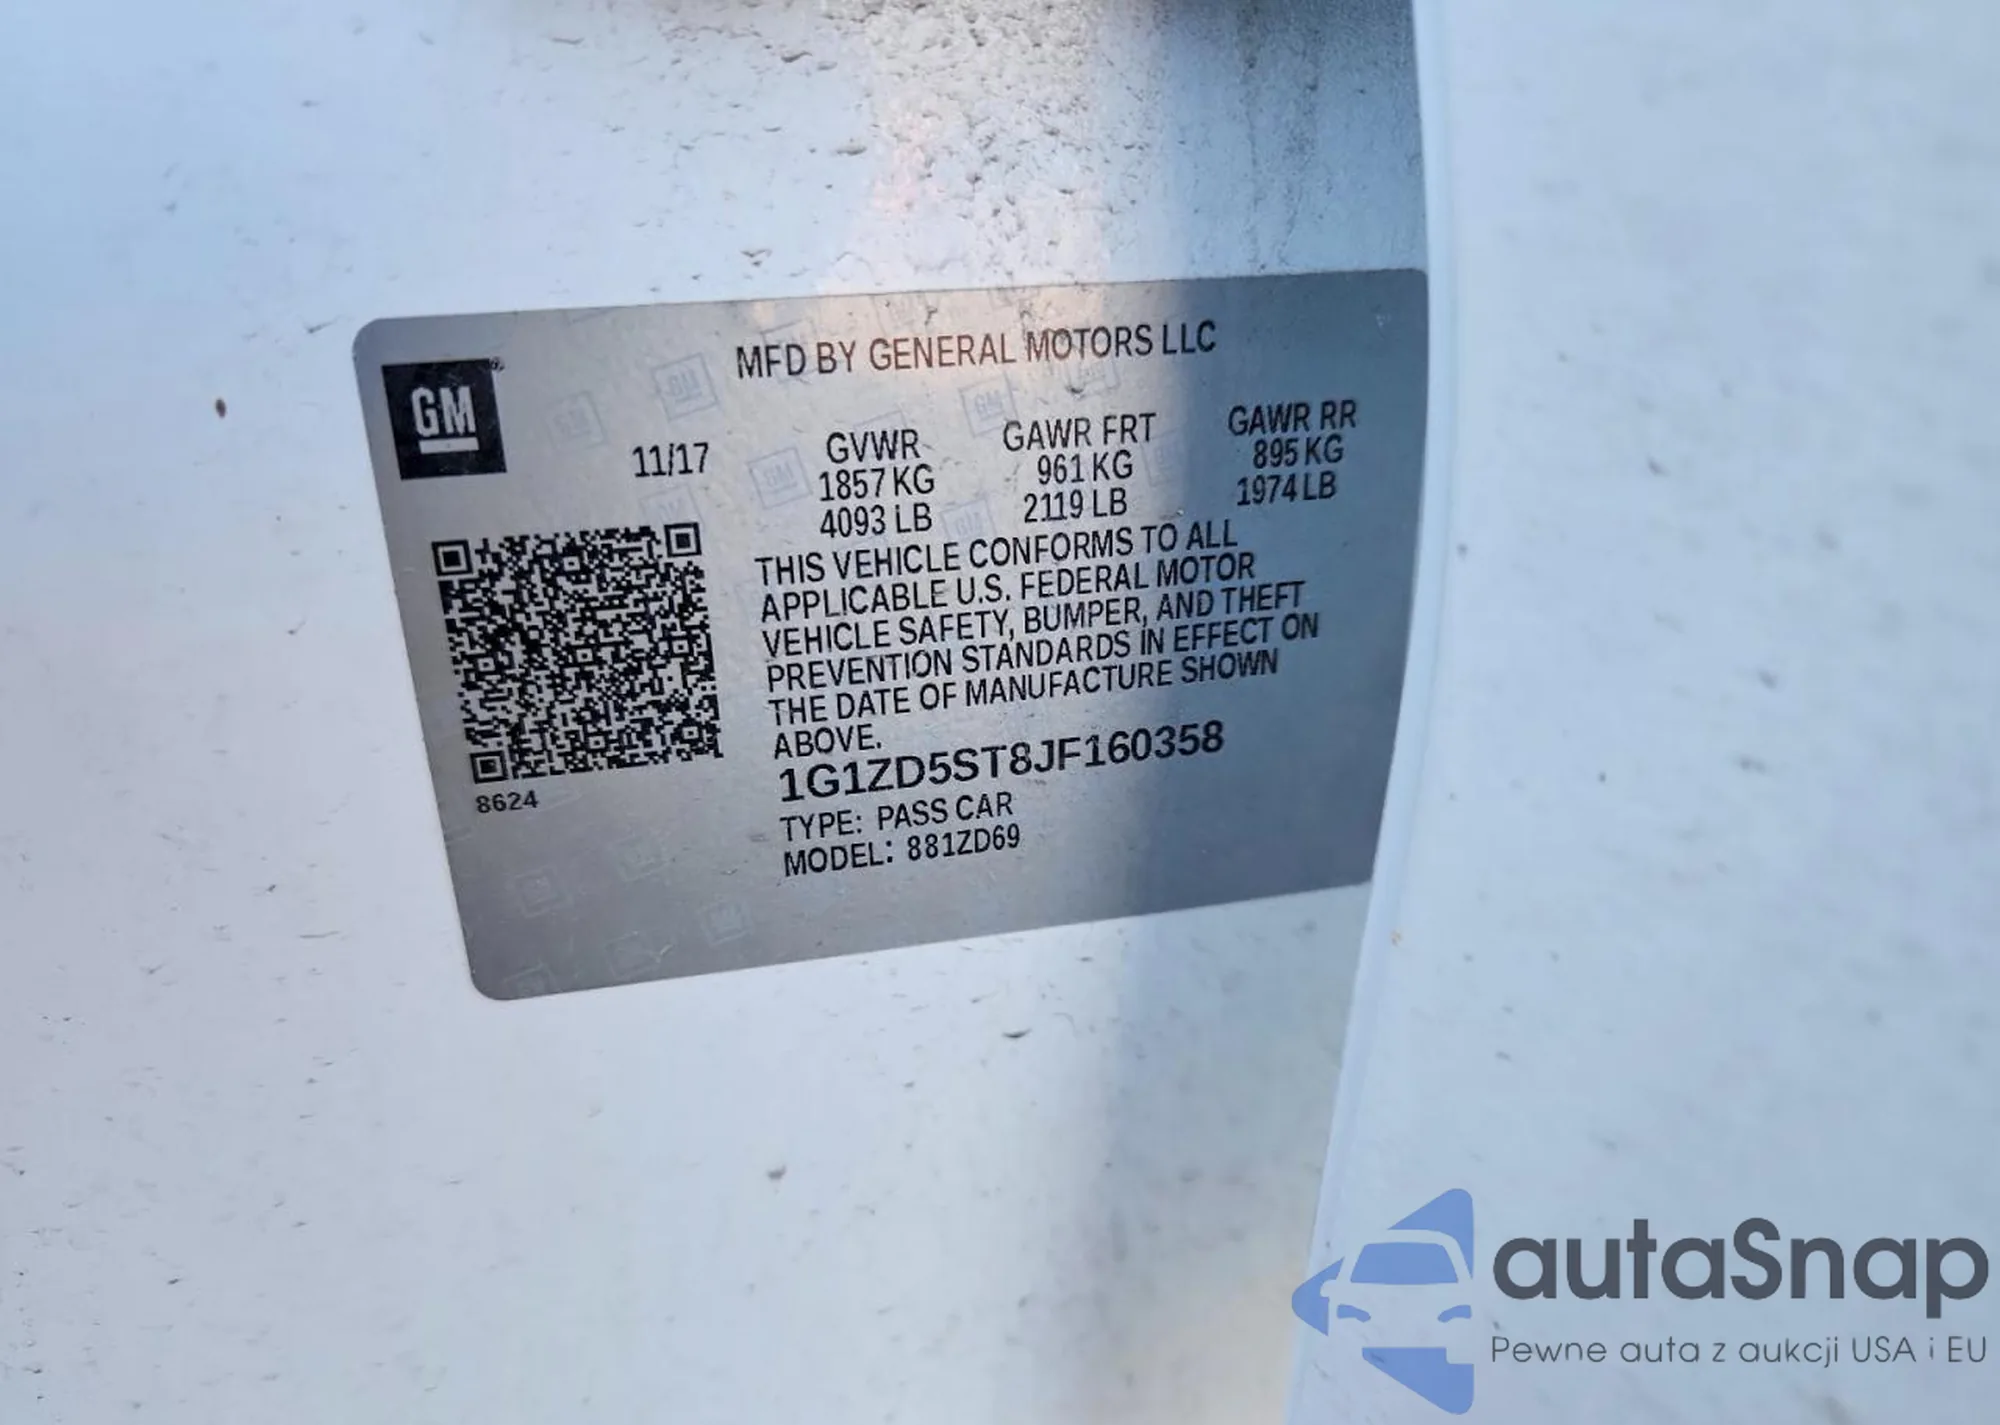 MFD BY GENERAL MOTORS LLC
GM
11/17
GVWR
1857 KG
4093 LB
GAWR FRT
961 KG
2119 LB
GAWR RR
895 KG
1974 LB
THIS VEHICLE CONFORMS TO ALL
APPLICABLE U.S. FEDERAL MOTOR
VEHICLE SAFETY, BUMPER, AND THEFT
PREVENTION STANDARDS IN EFFECT ON
THE DATE OF MANUFACTURE SHOWN
ABOVE.
1G1ZD5ST8JF160358
TYPE: PASS CAR
MODEL: 881ZD69
8624
autaSnap
Pewne auta z aukcji USA i EU